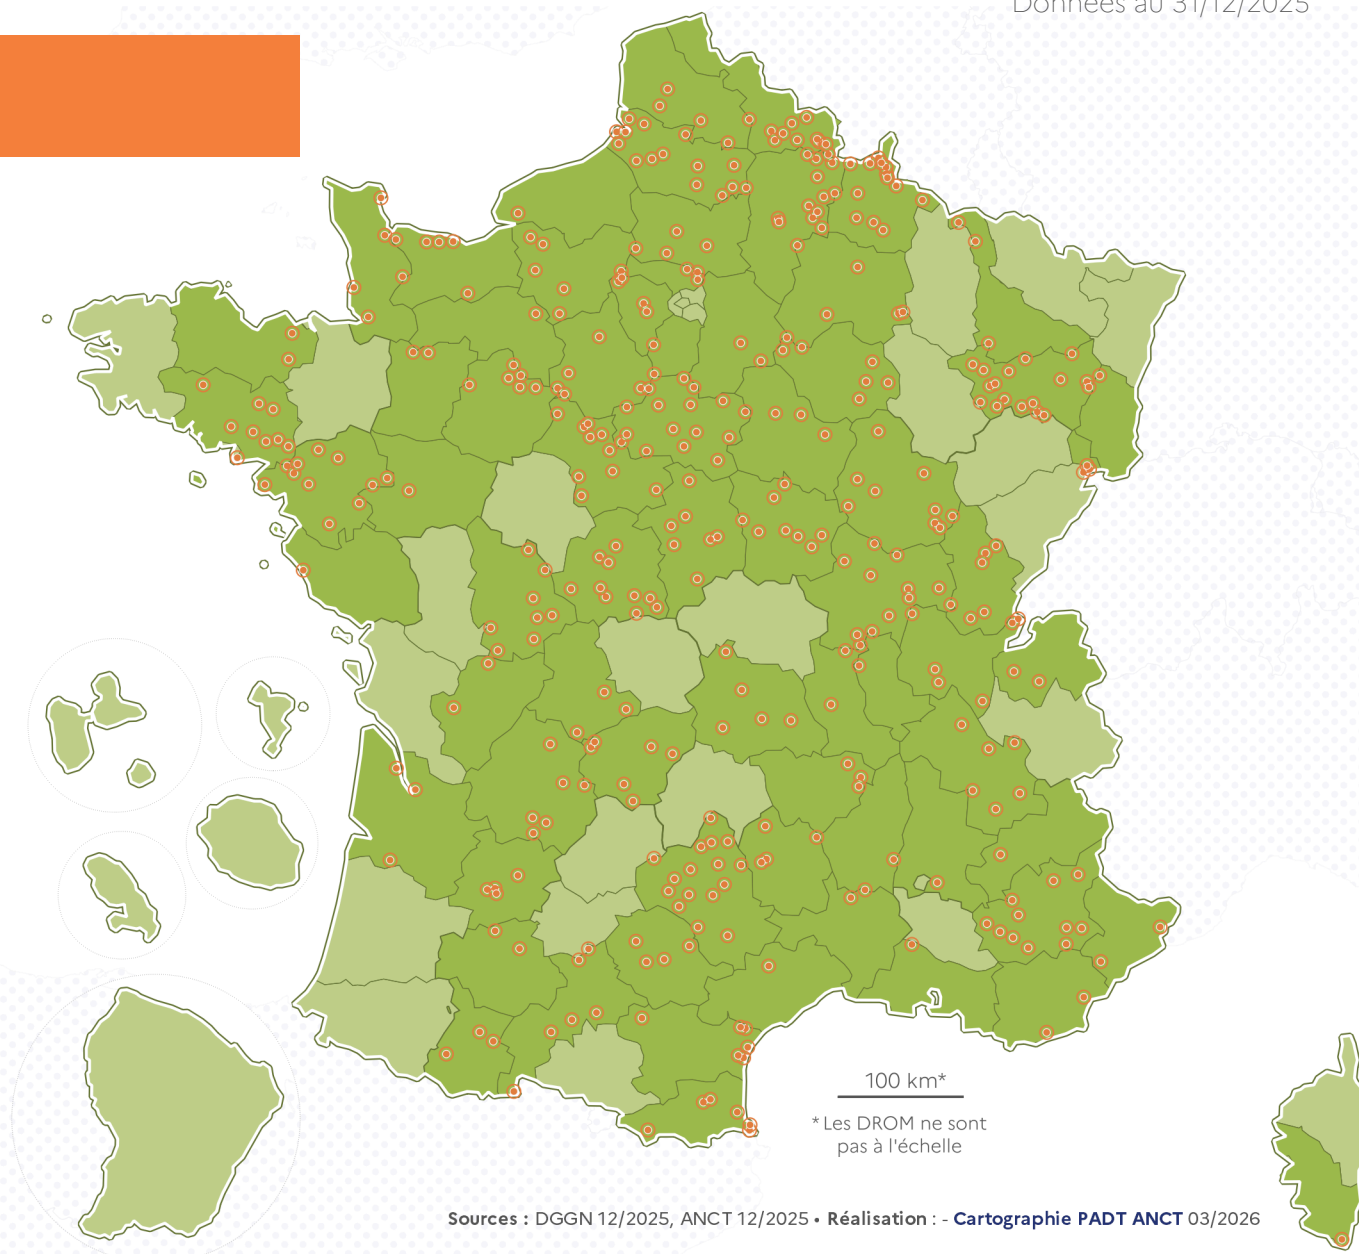 Données au 31/12/2025
100 km*
* Les DROM ne sont
pas à l'échelle
Sources : DGGN 12/2025, ANCT 12/2025 • Réalisation : - Cartographie PADT ANCT 03/2026